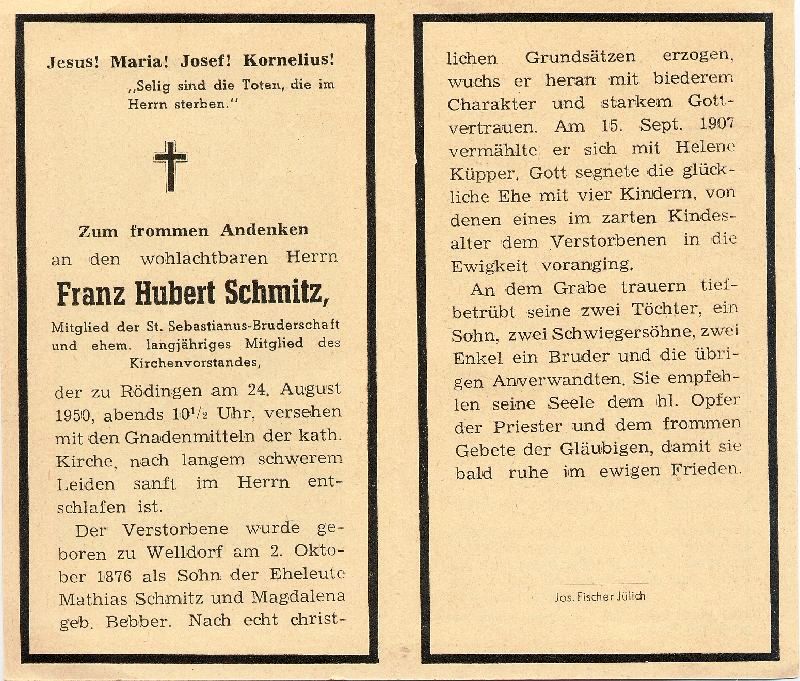 Jesus! Maria! Josef! Kornelius!
„Selig sind die Toten, die im
Herrn sterben."
Zum frommen Andenken
an den wohlachtbaren Herrn
Franz Hubert Schmitz,
Mitglied der St. Sebastianus-Bruderschaft
und ehem. langjähriges Mitglied des
Kirchenvorstandes,
der zu Rödingen am 24. August
1950, abends 10½ Uhr, versehen
mit den Gnadenmitteln der kath.
Kirche, nach langem schwerem
Leiden sanft im Herrn ent-
schlafen ist.
Der Verstorbene wurde ge-
boren zu Welldorf am 2. Okto-
ber 1876 als Sohn der Eheleute
Mathias Schmitz und Magdalena
geb. Bebber. Nach echt christ-
lichen Grundsätzen erzogen,
wuchs er heran mit biederem
Charakter und starkem Gott-
vertrauen. Am 15. Sept. 1907
vermählte er sich mit Helene
Küpper, Gott segnete die glück-
liche Ehe mit vier Kindern, von
denen eines im zarten Kindes-
alter dem Verstorbenen in die
Ewigkeit voranging.
An dem Grabe trauern tief-
betrübt seine zwei Töchter, ein
Sohn, zwei Schwiegersöhne, zwei
Enkel ein Bruder und die übri-
gen Anverwandten. Sie empfeh-
len seine Seele dem hl. Opfer
der Priester und dem frommen
Gebete der Gläubigen, damit sie
bald ruhe im ewigen Frieden.
Jos. Fischer Jülich